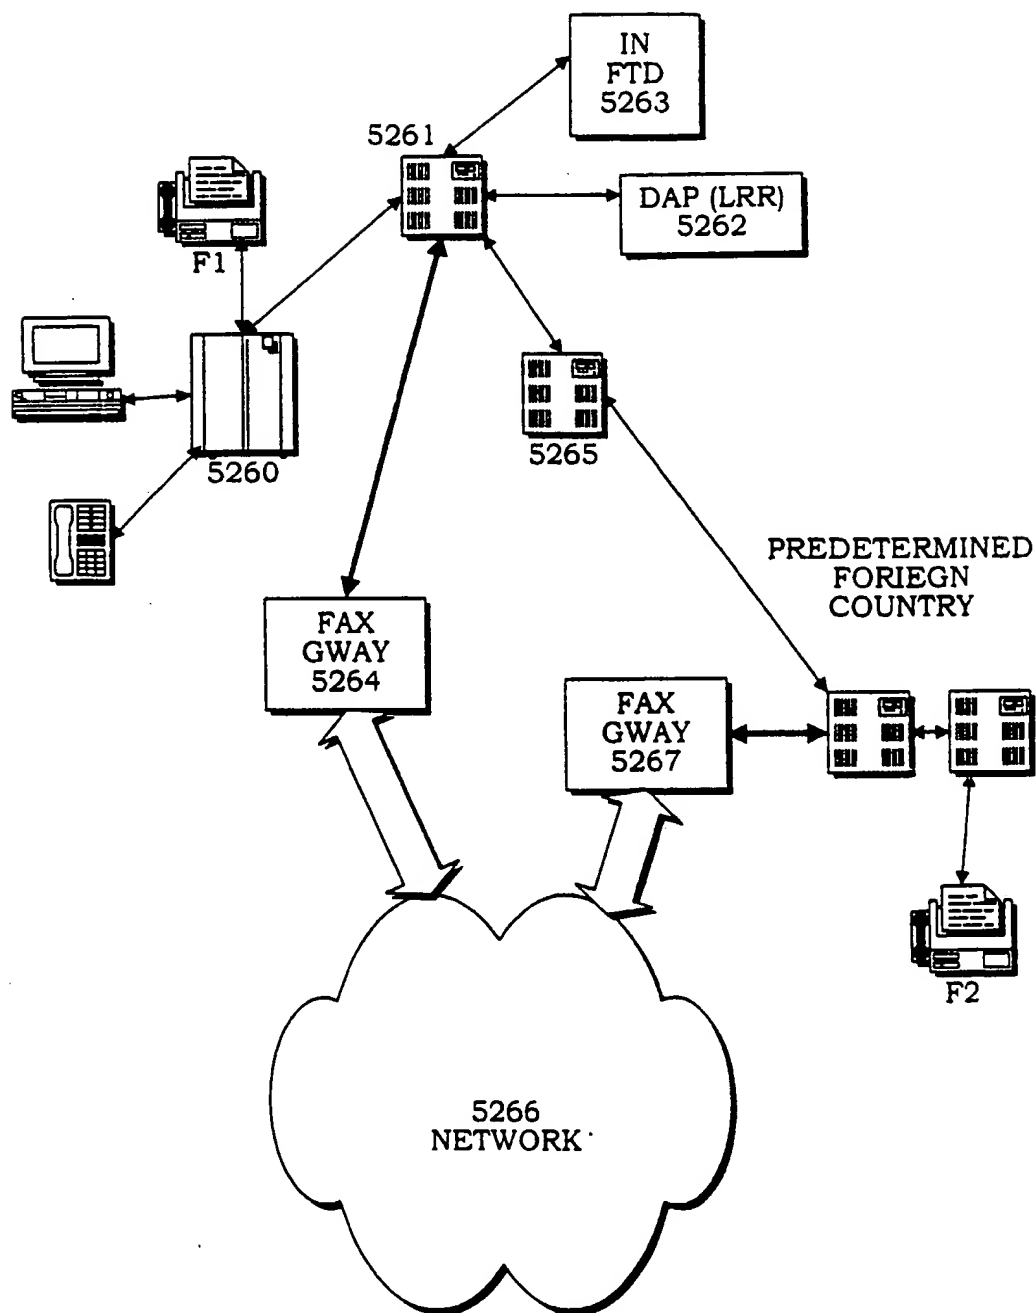 IN
FTD
5263
5261
DAP (LRR)
5262
F1
5260
5265
PREDETERMINED
FORIEGN
COUNTRY
FAX
GWAY
5264
FAX
GWAY
5267
F2
5266
NETWORK